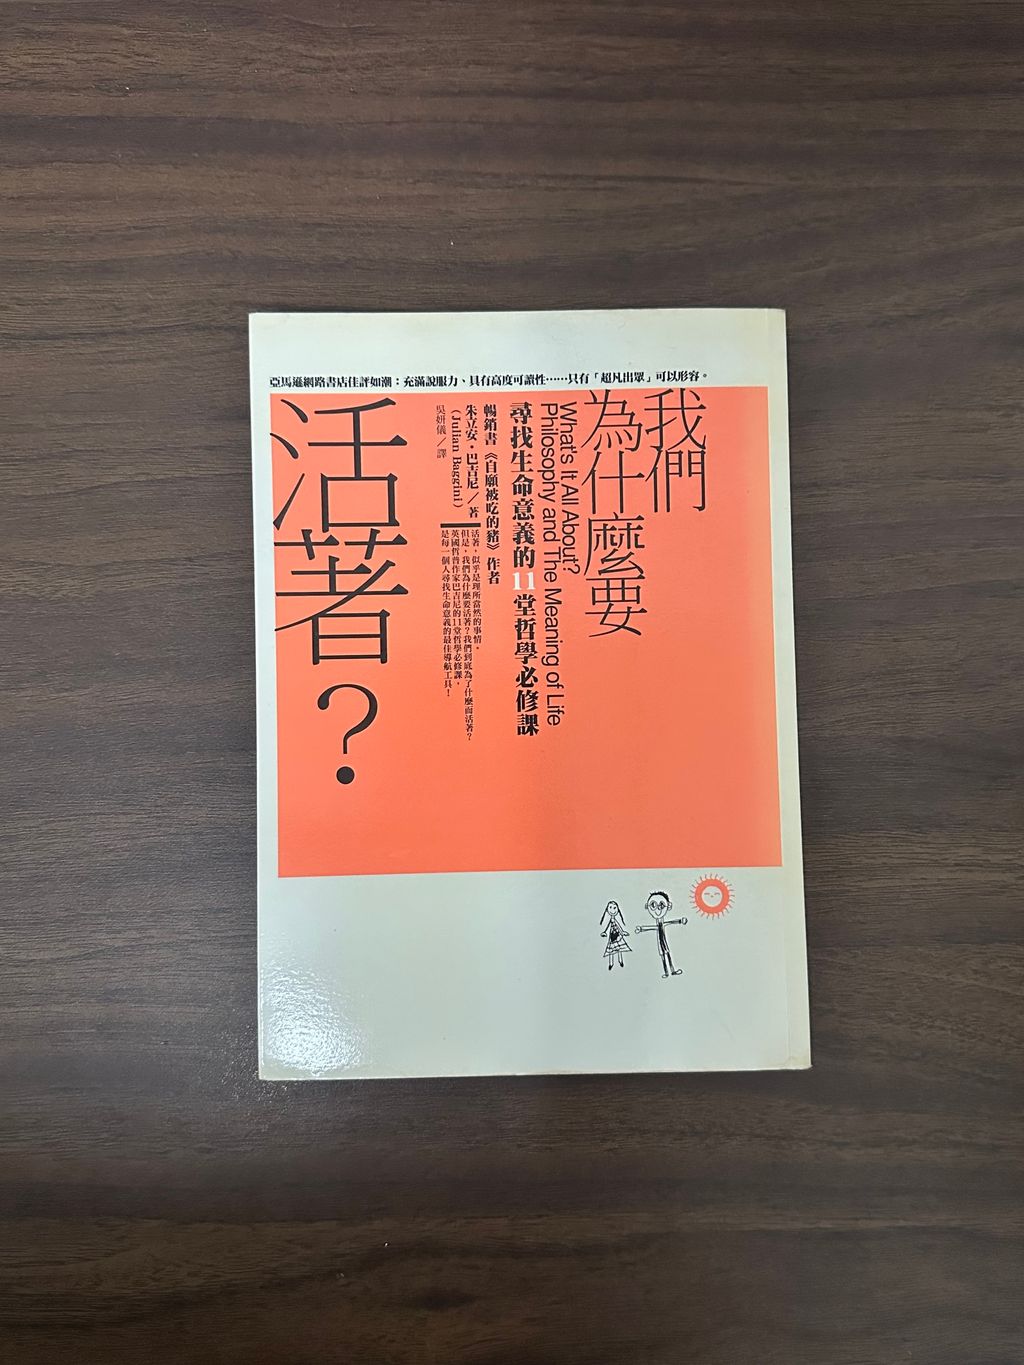 亞馬遜網路書店佳評如潮：充滿說服力、具有高度可讀性……只有「超凡出眾」可以形容。
我們
為什麼要
活著？
What's It All About?
Philosophy and The Meaning of Life
尋找生命意義的11堂哲學必修課
暢銷書《自願被吃的豬》作者
朱立安・巴吉尼／著
（Julian Baggini）
吳妍儀／譯
活著，似乎是理所當然的事情。
但是，我們為什麼要活著？我們到底為了什麼而活著？
英國哲普作家巴吉尼的11堂哲學必修課，
是每一個人尋找生命意義的最佳導航工具！